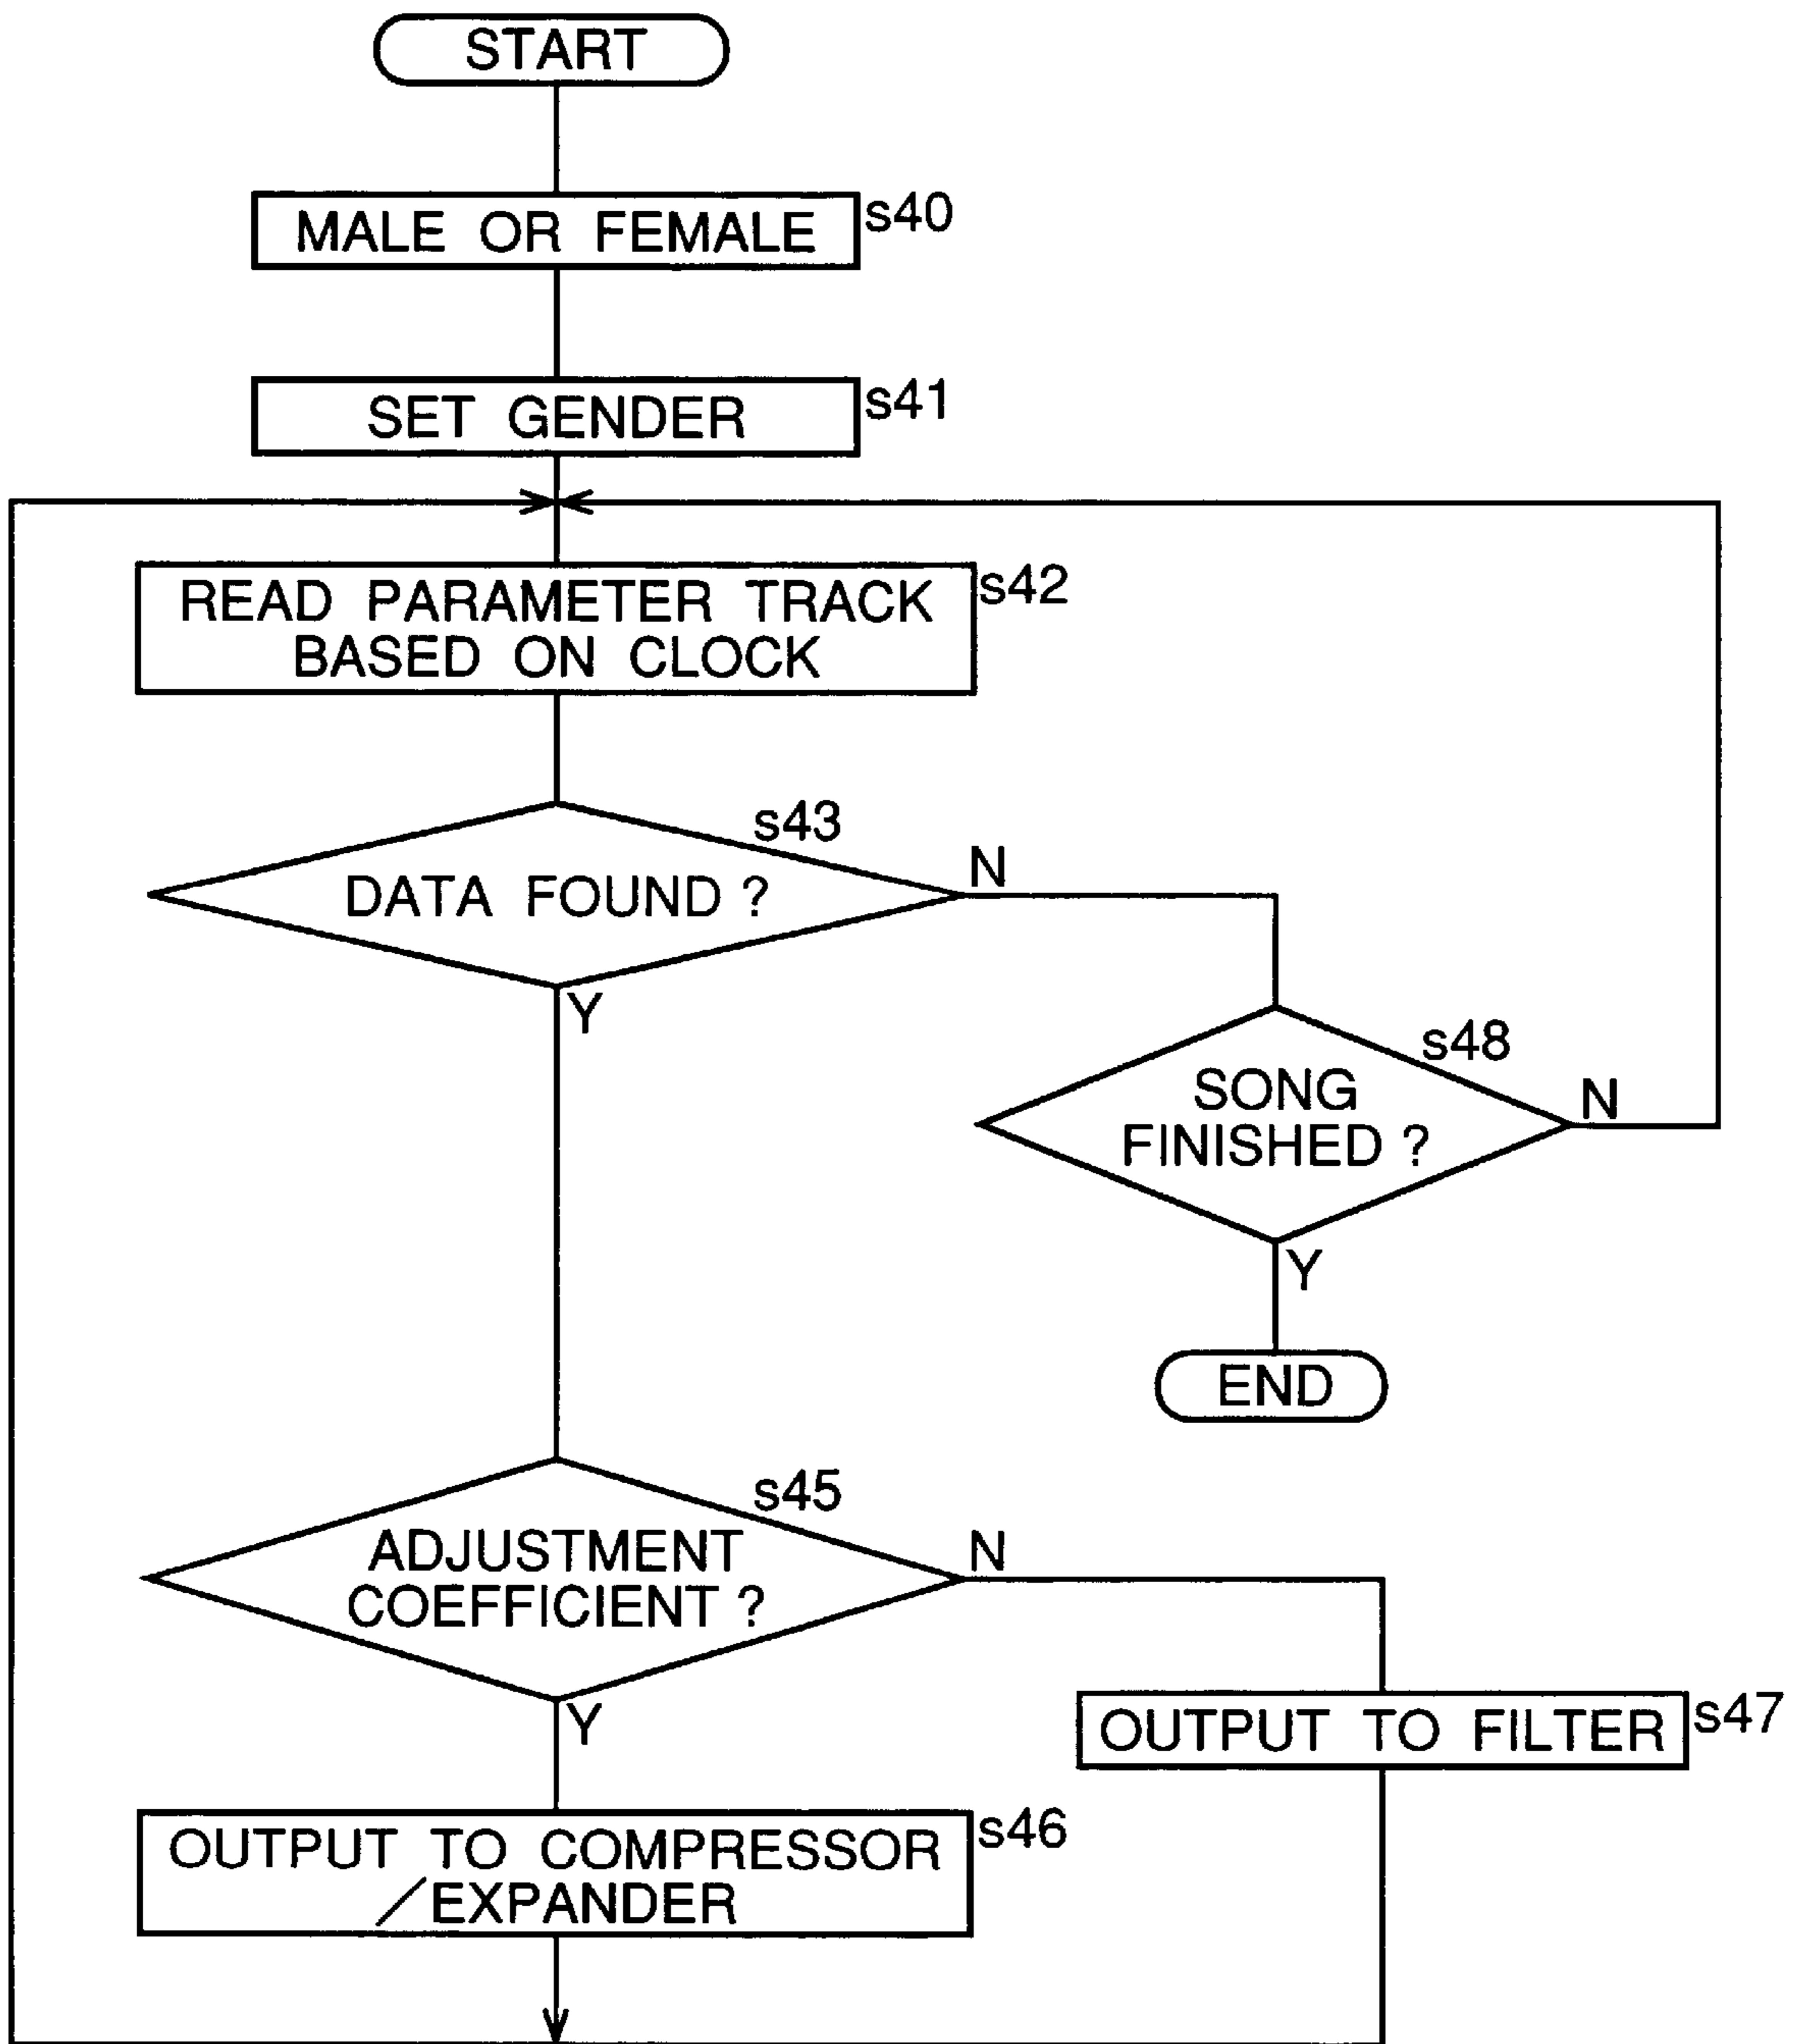 START
MALE OR FEMALE
s40
SET GENDER
s41
READ PARAMETER TRACK
BASED ON CLOCK
s42
s43
DATA FOUND ?
N
Y
s48
SONG
FINISHED ?
N
Y
END
s45
ADJUSTMENT
COEFFICIENT ?
N
Y
OUTPUT TO FILTER
s47
OUTPUT TO COMPRESSOR
/EXPANDER
s46